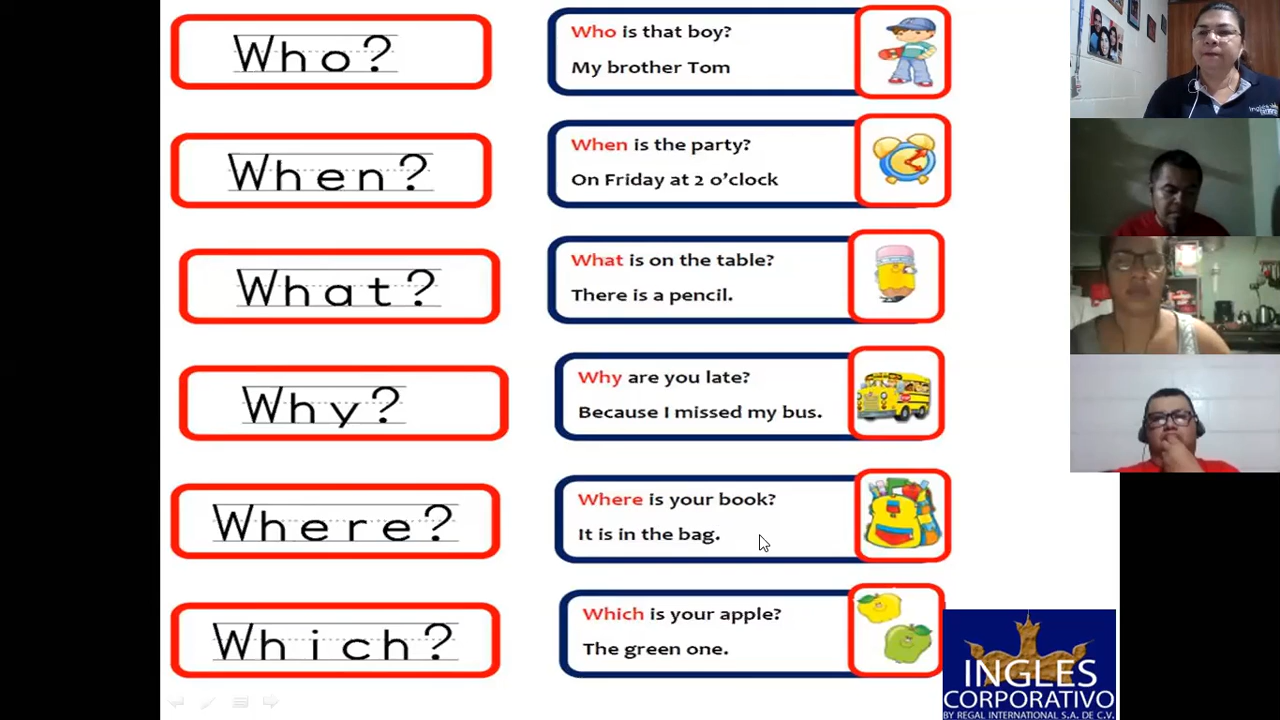 Who?
Who is that boy?
My brother Tom
When?
When is the party?
On Friday at 2 o'clock
What?
What is on the table?
There is a pencil.
Why?
Why are you late?
Because I missed my bus.
Where?
Where is your book?
It is in the bag.
Which?
Which is your apple?
The green one.
INGLES
CORPORATIVO
BY REGAL INTERNATIONAL S.A. DE C.V.